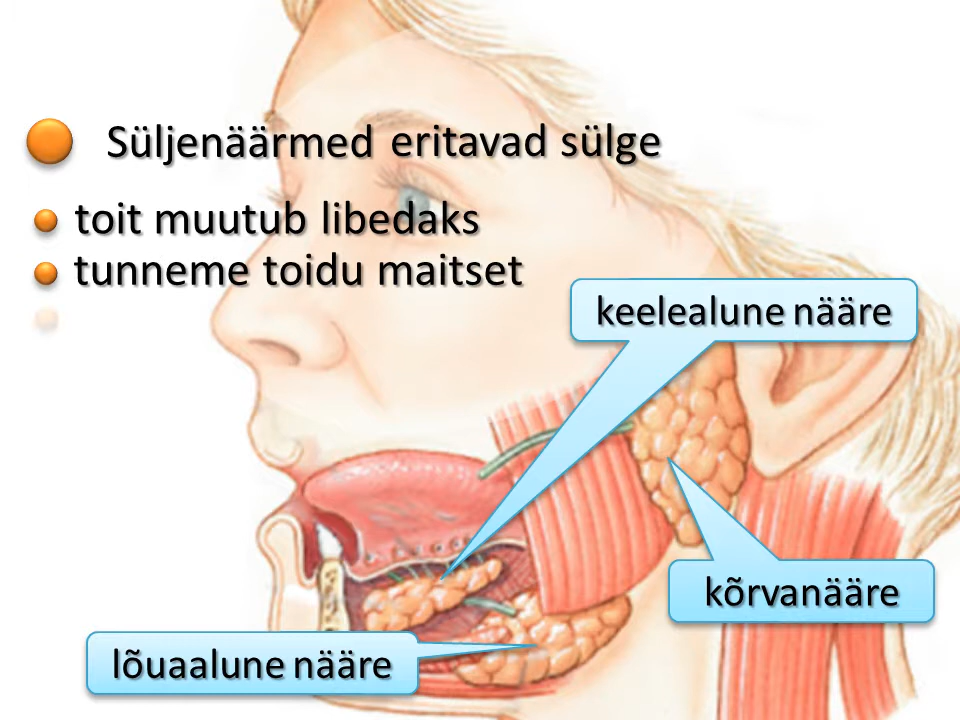 Süljenäärmed eritavad sülge
toit muutub libedaks
tunneme toidu maitset
keelealune nääre
kõrvanääre
lõuaalune nääre